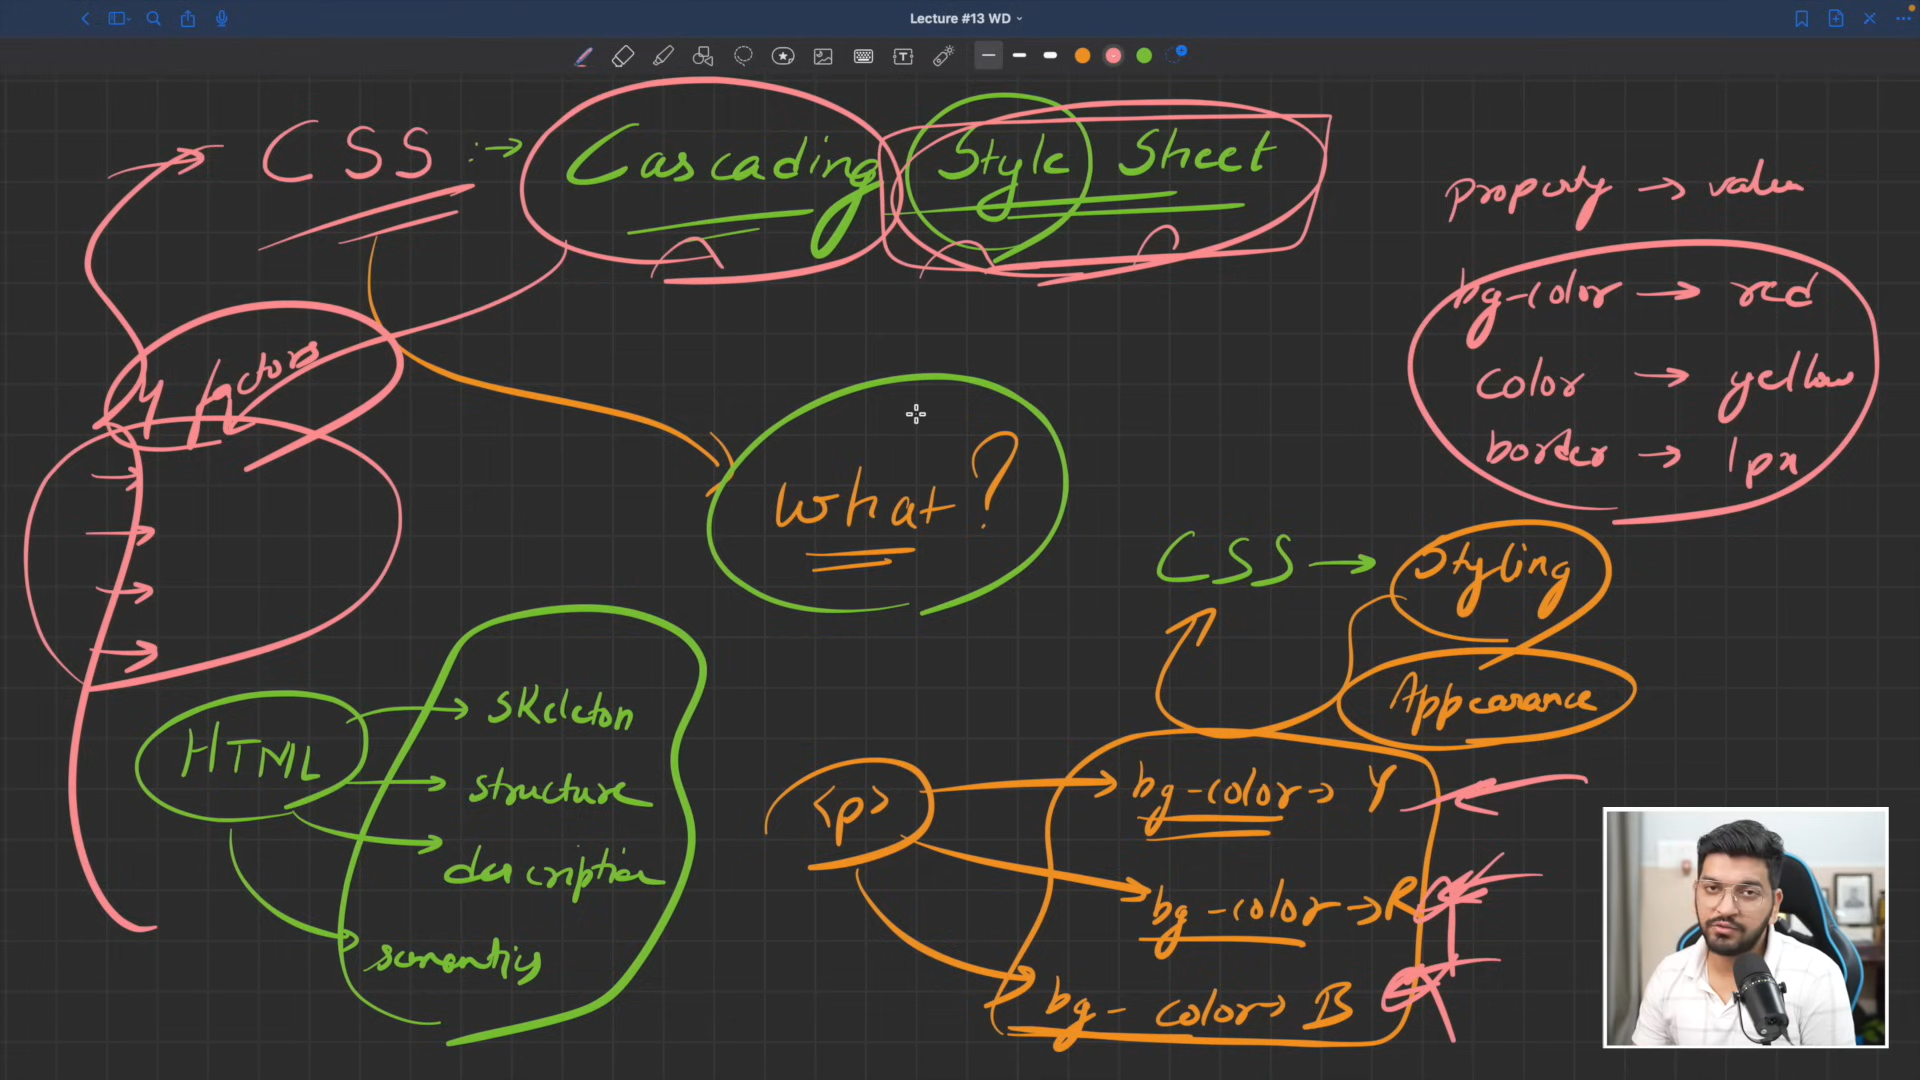 Lecture #13 WD
CSS :→ Cascading Style Sheet
property → value
bg-color → red
color → yellow
border → 1px
4 factors
What?
CSS → Styling
Appearance
HTML
skeleton
structure
description
semantics
<p>
bg-color → Y
bg-color → R
bg-color → B